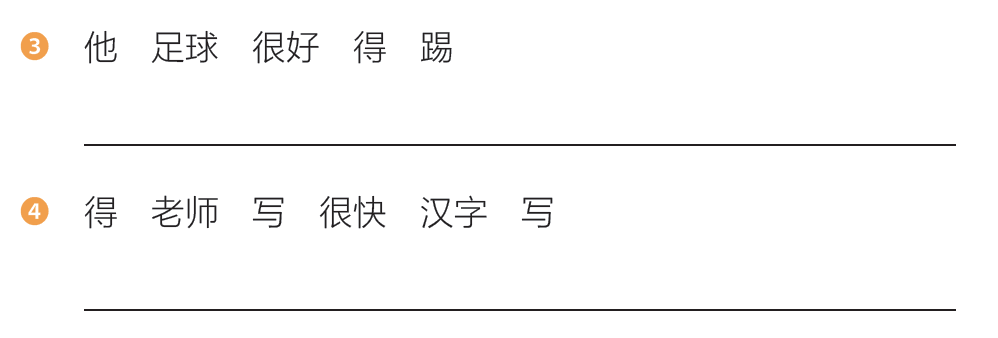 3 他 足球 很好 得 踢
4 得 老师 写 很快 汉字 写